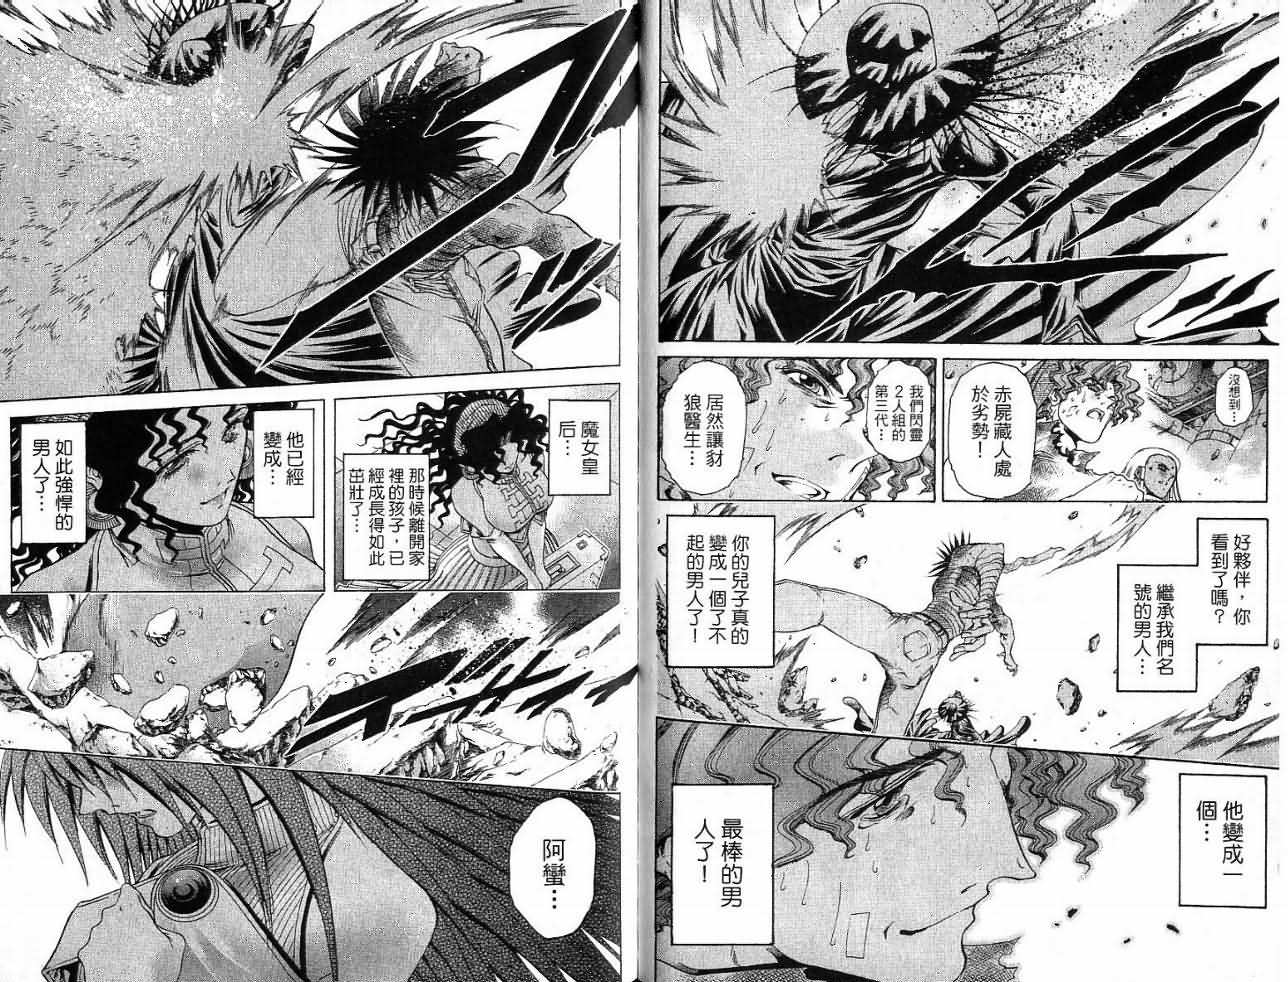 沒想到…
赤屍藏人處
於劣勢！
我們閃靈
２人組的
第三代…
居然讓豺
狼醫生…
好夥伴，你
看到了嗎？
繼承我們名
號的男人…
你的兒子真的
變成一個了不
起的男人了！
他變成一
個…
最棒的男
人了！
魔女皇
后…
那時候離開家
裡的孩子，已
經成長得如此
茁壯了…
他已經
變成…
如此強悍的
男人了…
阿蠻…